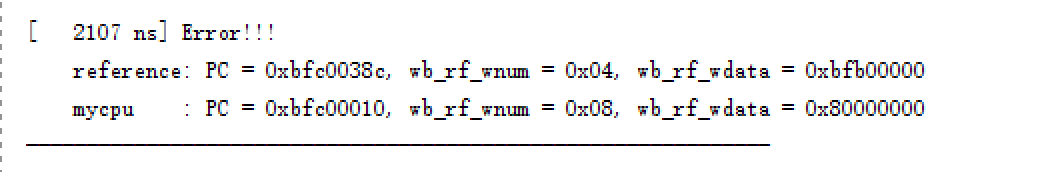 [   2107 ns] Error!!!
reference: PC = 0xbfc0038c, wb_rf_wnum = 0x04, wb_rf_wdata = 0xbfb00000
mycpu    : PC = 0xbfc00010, wb_rf_wnum = 0x08, wb_rf_wdata = 0x80000000